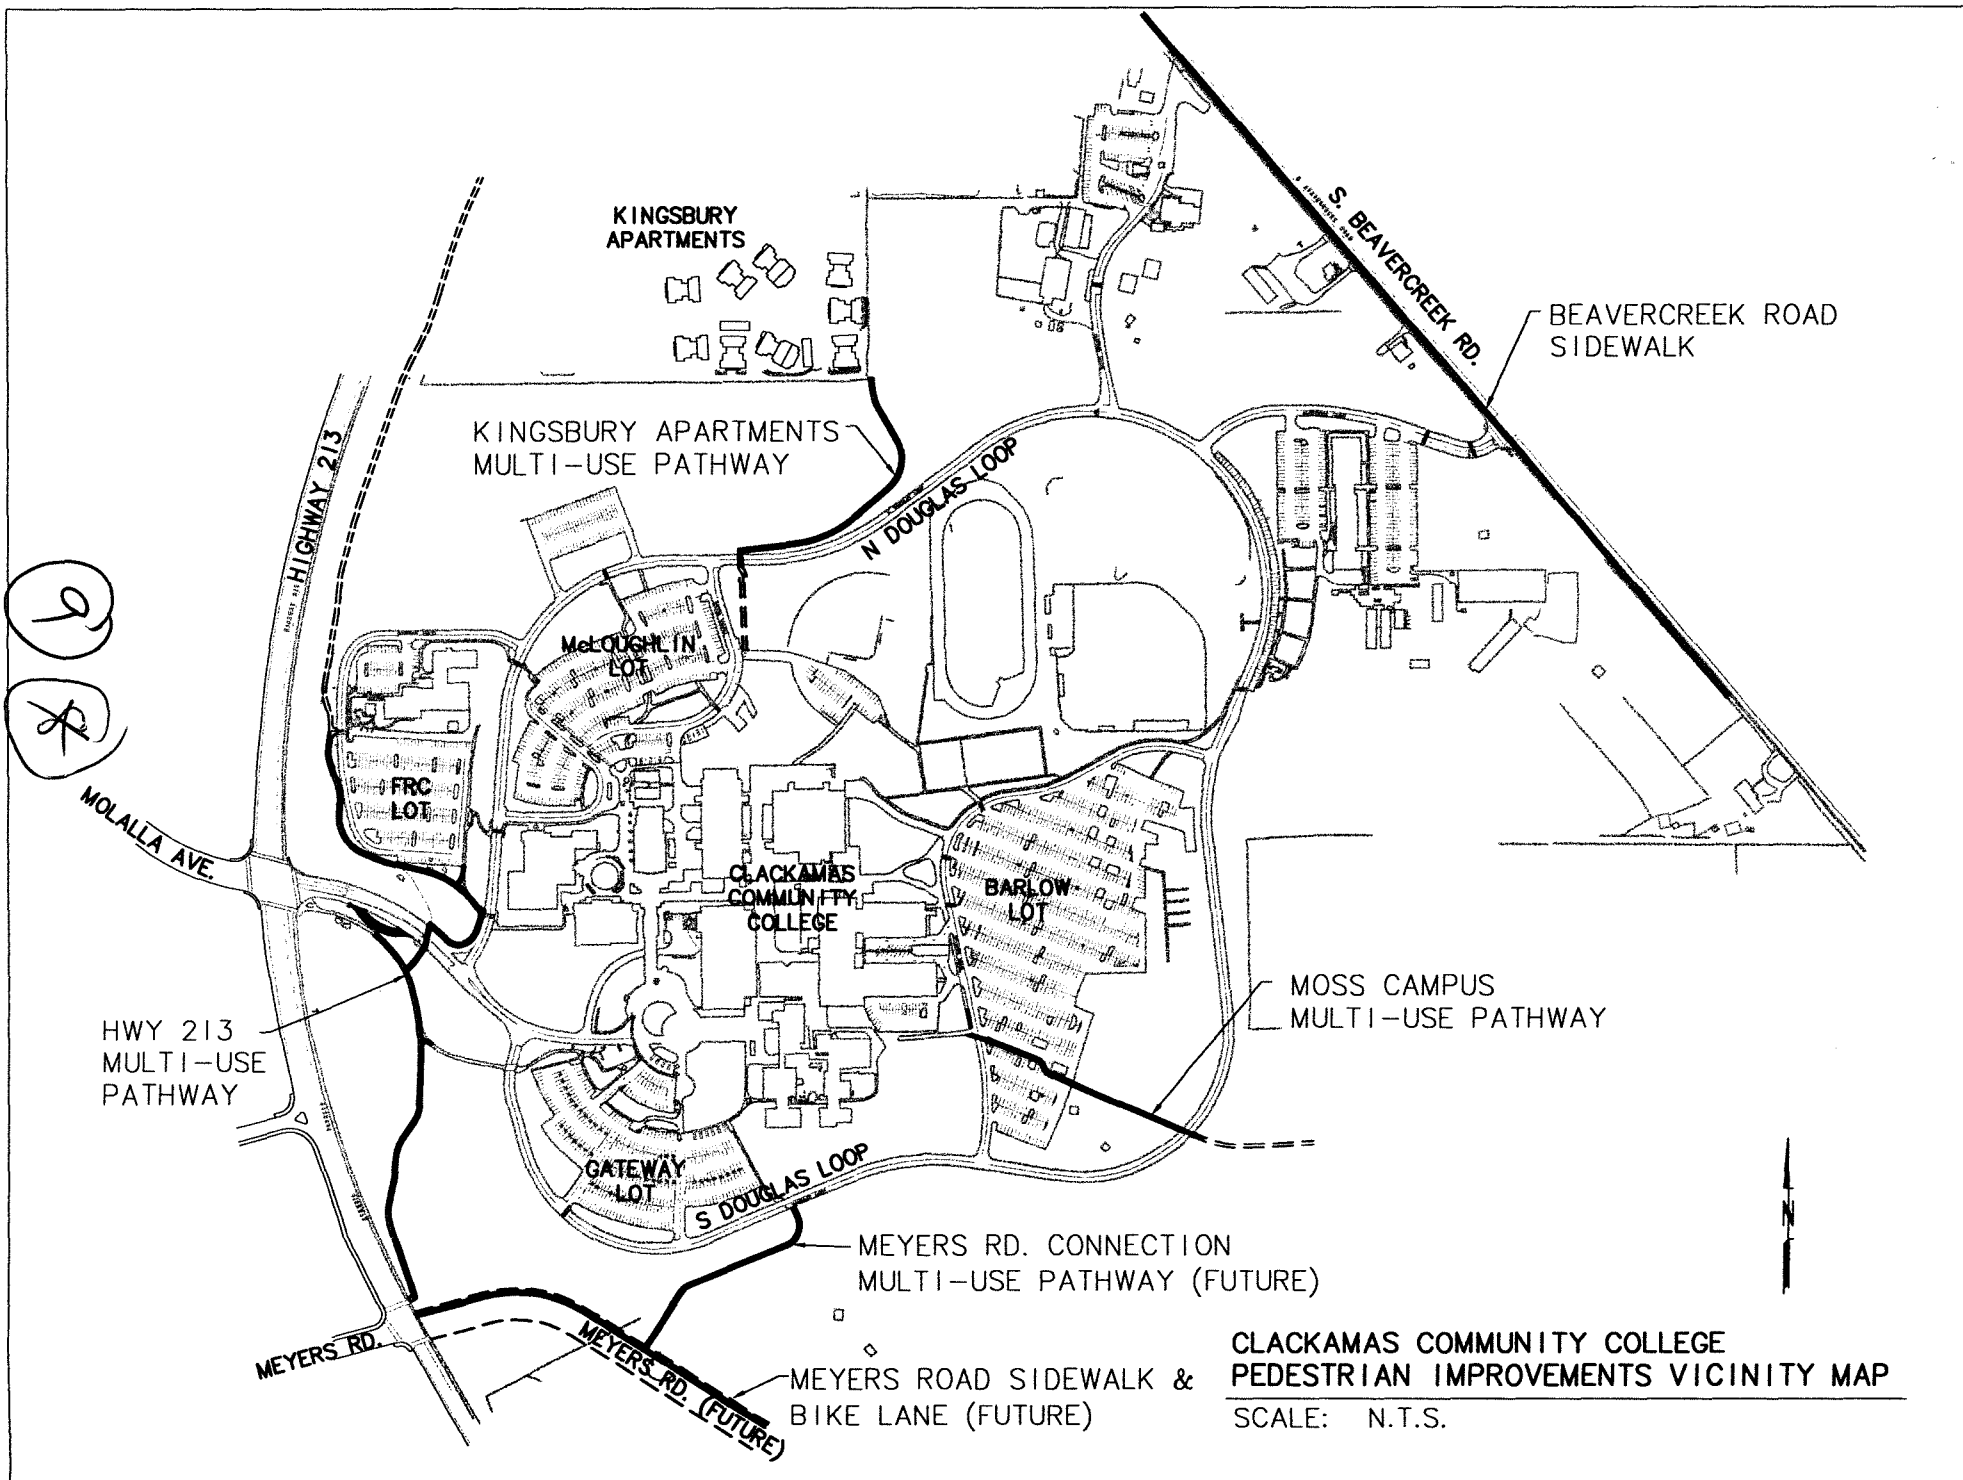 KINGSBURY
APARTMENTS
S. BEAVERCREEK RD.
BEAVERCREEK ROAD
SIDEWALK
KINGSBURY APARTMENTS
MULTI-USE PATHWAY
HIGHWAY 213
N DOUGLAS LOOP
McLOUGHLIN
LOT
FRC
LOT
MOLALLA AVE.
CLACKAMAS
COMMUNITY
COLLEGE
BARLOW
LOT
HWY 213
MULTI-USE
PATHWAY
MOSS CAMPUS
MULTI-USE PATHWAY
GATEWAY
LOT
S DOUGLAS LOOP
N
MEYERS RD. CONNECTION
MULTI-USE PATHWAY (FUTURE)
MEYERS RD.
MEYERS RD. (FUTURE)
MEYERS ROAD SIDEWALK &
BIKE LANE (FUTURE)
CLACKAMAS COMMUNITY COLLEGE
PEDESTRIAN IMPROVEMENTS VICINITY MAP
SCALE: N.T.S.